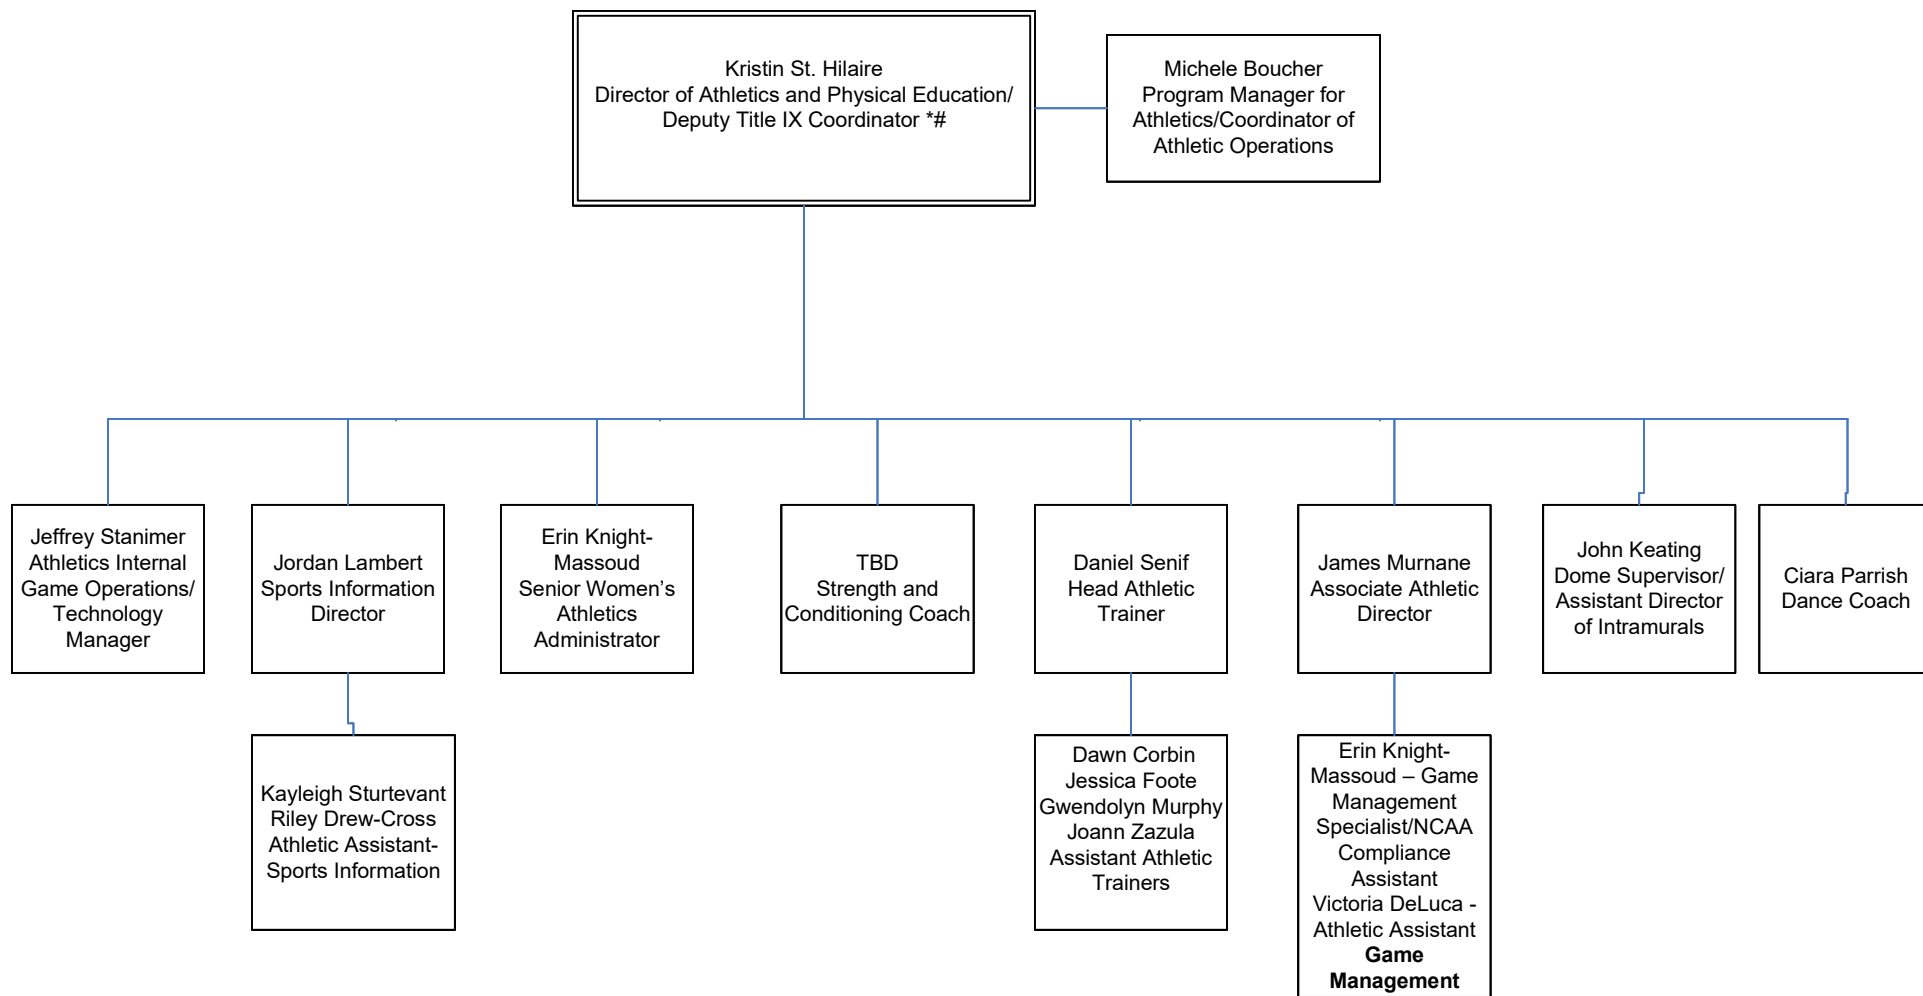 Kristin St. Hilaire
Director of Athletics and Physical Education/
Deputy Title IX Coordinator *#
Michele Boucher
Program Manager for
Athletics/Coordinator of
Athletic Operations
Jeffrey Stanimer
Athletics Internal
Game Operations/
Technology
Manager
Jordan Lambert
Sports Information
Director
Erin Knight-
Massoud
Senior Women’s
Athletics
Administrator
TBD
Strength and
Conditioning Coach
Daniel Senif
Head Athletic
Trainer
James Murnane
Associate Athletic
Director
John Keating
Dome Supervisor/
Assistant Director
of Intramurals
Ciara Parrish
Dance Coach
Kayleigh Sturtevant
Riley Drew-Cross
Athletic Assistant-
Sports Information
Dawn Corbin
Jessica Foote
Gwendolyn Murphy
Joann Zazula
Assistant Athletic
Trainers
Erin Knight-
Massoud – Game
Management
Specialist/NCAA
Compliance
Assistant
Victoria DeLuca -
Athletic Assistant
Game
Management